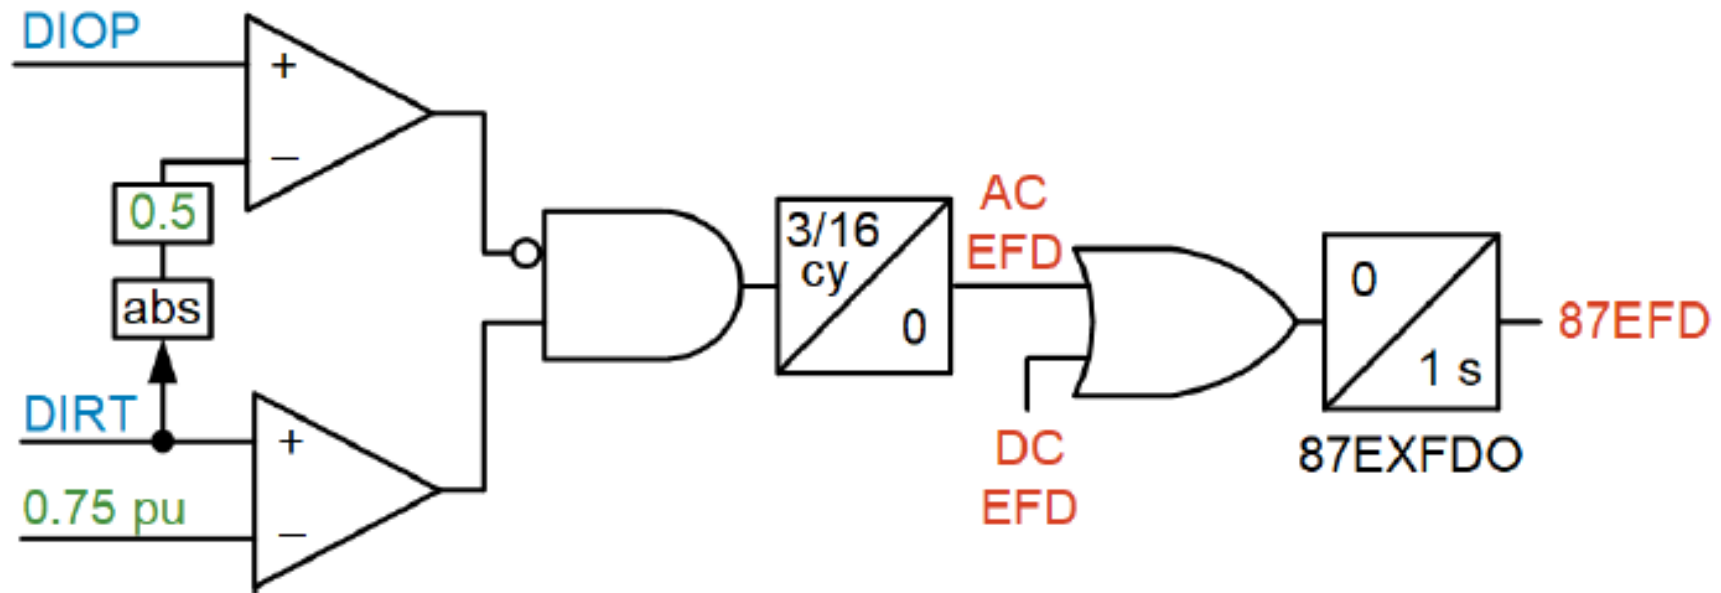 DIOP
+
−
0.5
abs
DIRT
+
0.75 pu
−
3/16
cy
0
AC
EFD
DC
EFD
0
1 s
87EXFDO
87EFD